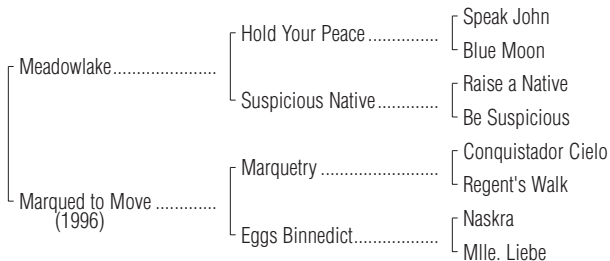 Speak John
Hold Your Peace ...............
Blue Moon
Meadowlake......................
Raise a Native
Suspicious Native.............
Be Suspicious
Conquistador Cielo
Marquetry .......................
Regent's Walk
Marqued to Move .............
(1996)
Naskra
Eggs Binnedict..................
Mlle. Liebe